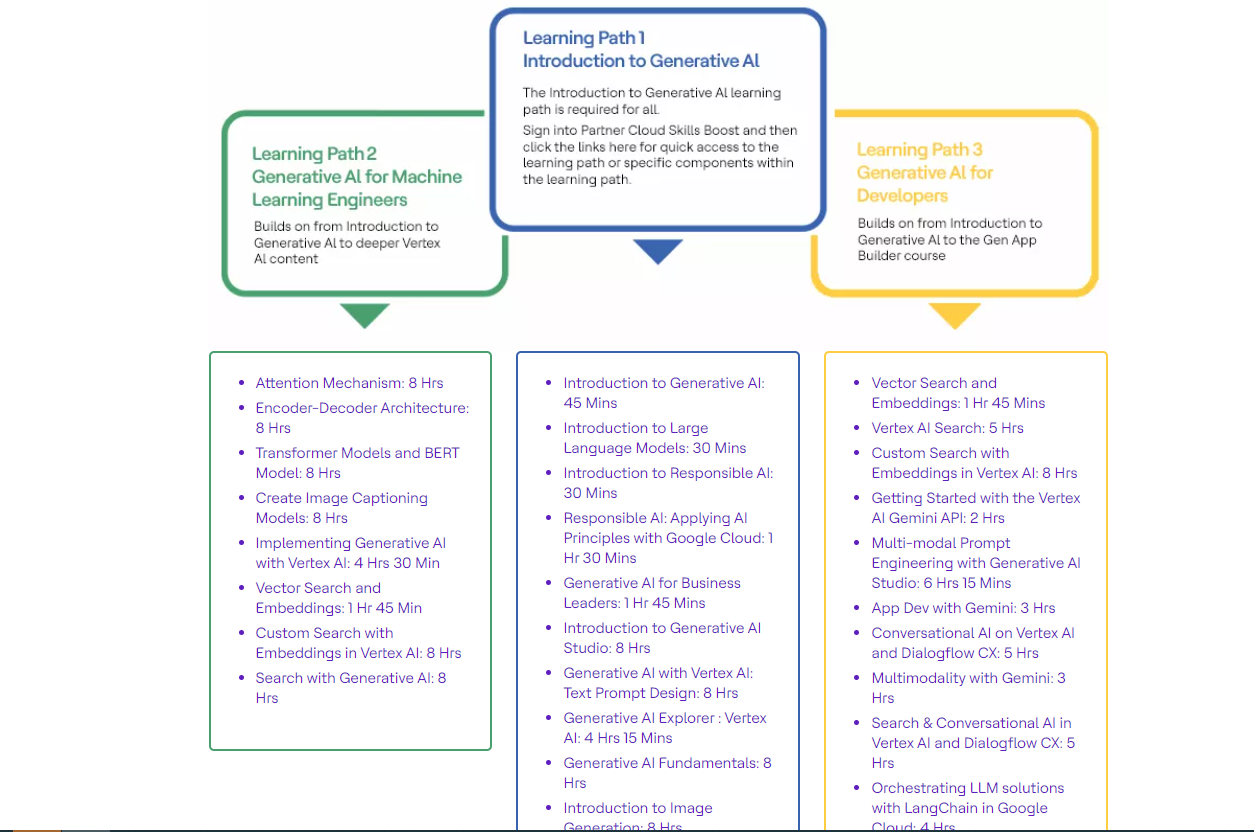 Learning Path 1
Introduction to Generative AI
The Introduction to Generative AI learning
path is required for all.
Sign into Partner Cloud Skills Boost and then
click the links here for quick access to the
learning path or specific components within
the learning path.
Learning Path 2
Generative AI for Machine
Learning Engineers
Builds on from Introduction to
Generative AI to deeper Vertex
AI content
Learning Path 3
Generative AI for
Developers
Builds on from Introduction to
Generative AI to the Gen App
Builder course
• Attention Mechanism: 8 Hrs
• Encoder-Decoder Architecture:
8 Hrs
• Transformer Models and BERT
Model: 8 Hrs
• Create Image Captioning
Models: 8 Hrs
• Implementing Generative AI
with Vertex AI: 4 Hrs 30 Min
• Vector Search and
Embeddings: 1 Hr 45 Min
• Custom Search with
Embeddings in Vertex AI: 8 Hrs
• Search with Generative AI: 8
Hrs
• Introduction to Generative AI:
45 Mins
• Introduction to Large
Language Models: 30 Mins
• Introduction to Responsible AI:
30 Mins
• Responsible AI: Applying AI
Principles with Google Cloud: 1
Hr 30 Mins
• Generative AI for Business
Leaders: 1 Hr 45 Mins
• Introduction to Generative AI
Studio: 8 Hrs
• Generative AI with Vertex AI:
Text Prompt Design: 8 Hrs
• Generative AI Explorer : Vertex
AI: 4 Hrs 15 Mins
• Generative AI Fundamentals: 8
Hrs
• Introduction to Image
Generation: 8 Hrs
• Vector Search and
Embeddings: 1 Hr 45 Mins
• Vertex AI Search: 5 Hrs
• Custom Search with
Embeddings in Vertex AI: 8 Hrs
• Getting Started with the Vertex
AI Gemini API: 2 Hrs
• Multi-modal Prompt
Engineering with Generative AI
Studio: 6 Hrs 15 Mins
• App Dev with Gemini: 3 Hrs
• Conversational AI on Vertex AI
and Dialogflow CX: 5 Hrs
• Multimodality with Gemini: 3
Hrs
• Search & Conversational AI in
Vertex AI and Dialogflow CX: 5
Hrs
• Orchestrating LLM solutions
with LangChain in Google
Cloud: 4 Hrs